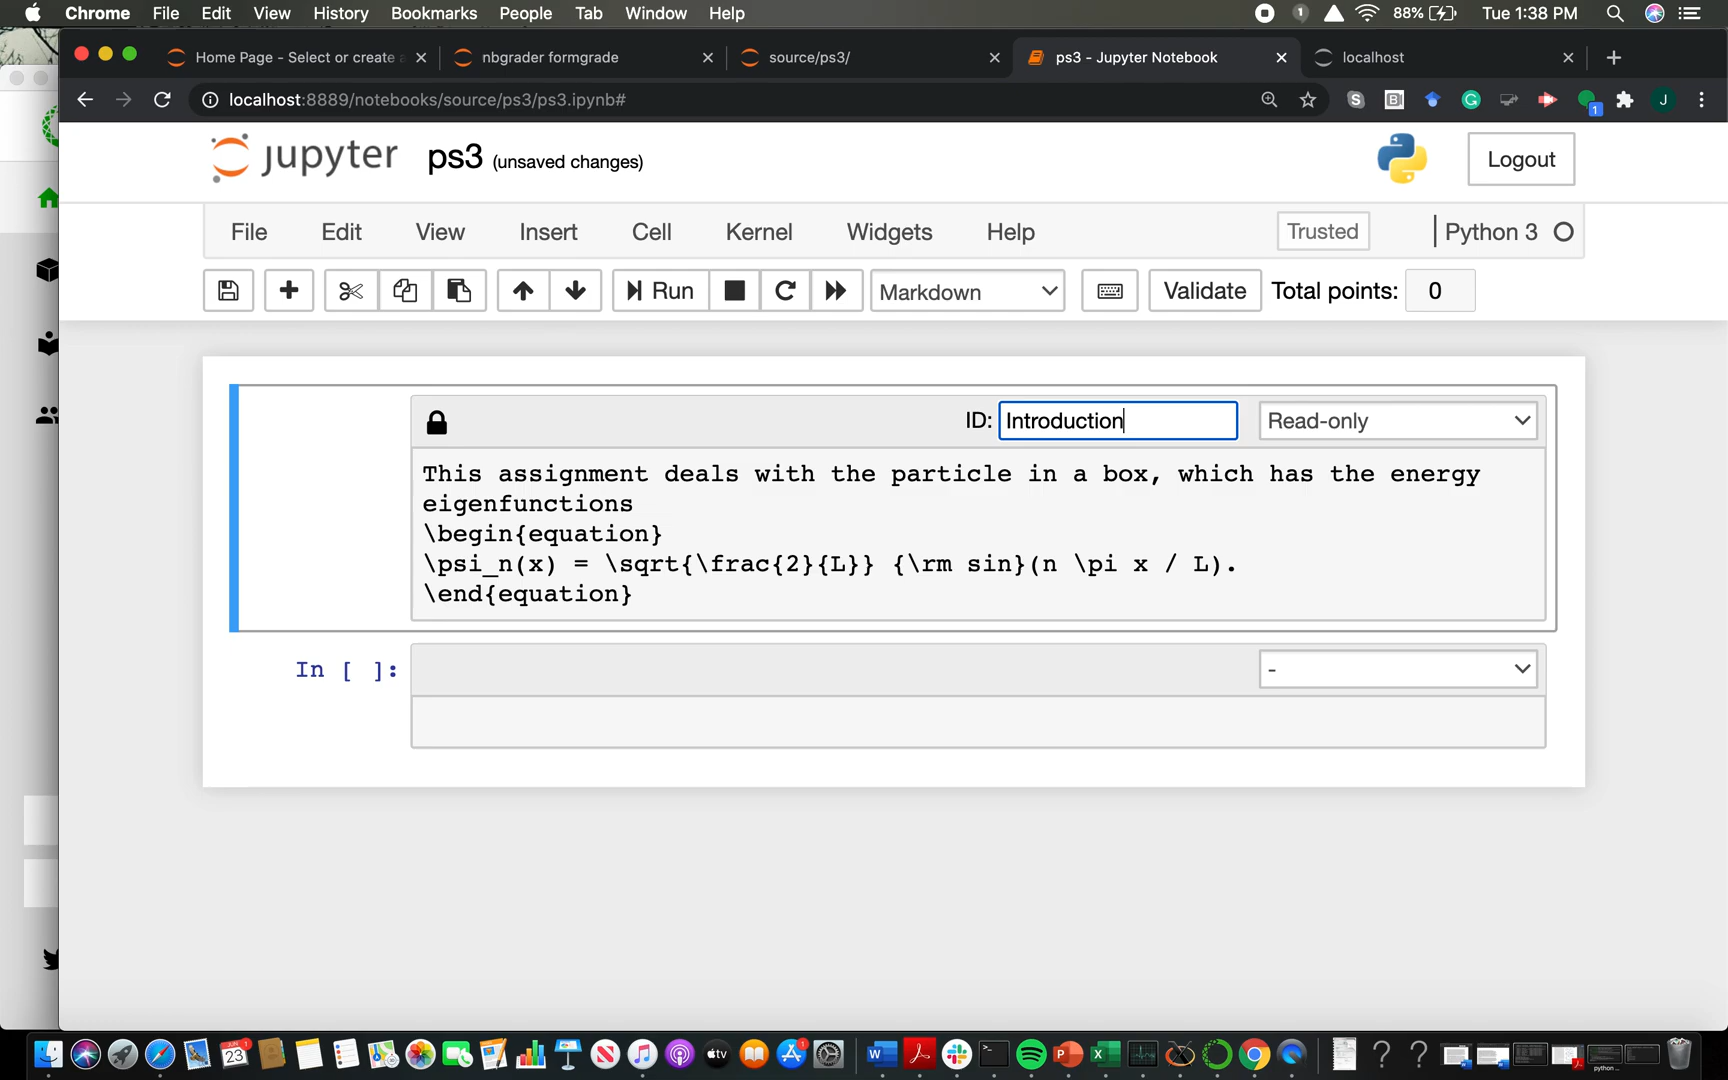 Chrome File Edit View History Bookmarks People Tab Window Help 1 88% Tue 1:38 PM
Home Page - Select or create a nbgrader formgrade source/ps3/ ps3 - Jupyter Notebook localhost
localhost:8889/notebooks/source/ps3/ps3.ipynb# 1 J
jupyter ps3 (unsaved changes) Logout
File Edit View Insert Cell Kernel Widgets Help Trusted Python 3
Run Markdown Validate Total points: 0
ID: Introduction Read-only
This assignment deals with the particle in a box, which has the energy
eigenfunctions
\begin{equation}
\psi_n(x) = \sqrt{\frac{2}{L}} {\rm sin}(n \pi x / L).
\end{equation}
In [ ]: -